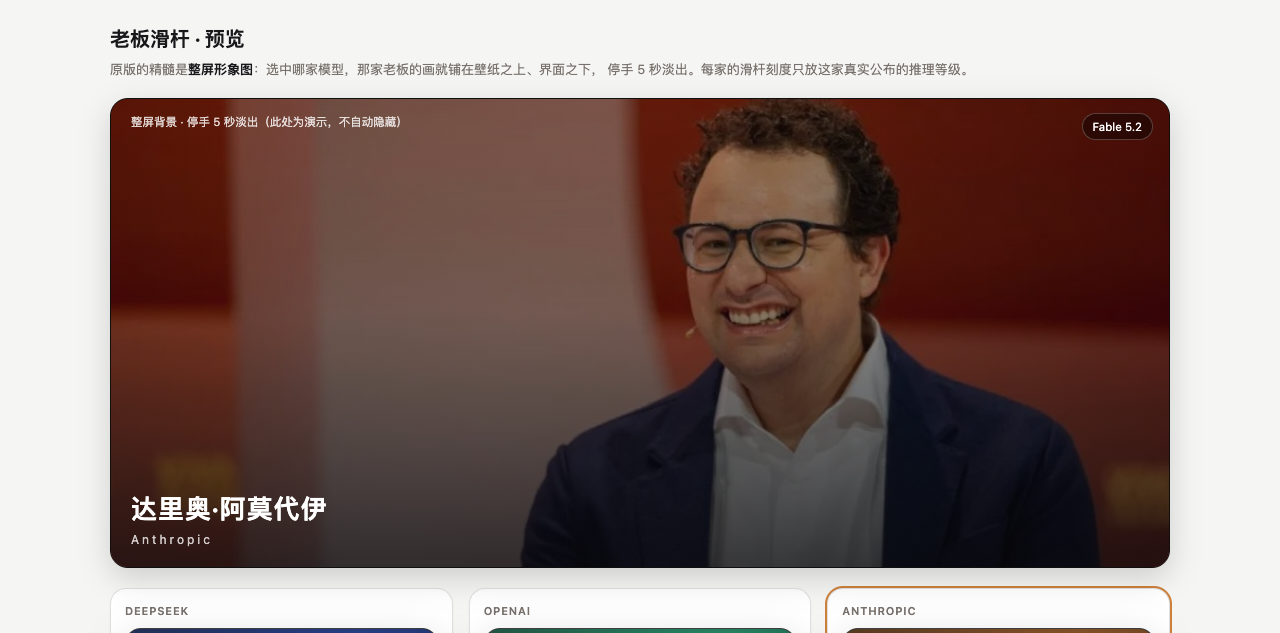 老板滑杆 · 预览
原版的精髓是整屏形象图：选中哪家模型，那家老板的画就铺在壁纸之上、界面之下， 停手 5 秒淡出。每家的滑杆刻度只放这家真实公布的推理等级。
整屏背景 · 停手 5 秒淡出（此处为演示，不自动隐藏）
Fable 5.2
达里奥·阿莫代伊
Anthropic
DEEPSEEK
OPENAI
ANTHROPIC